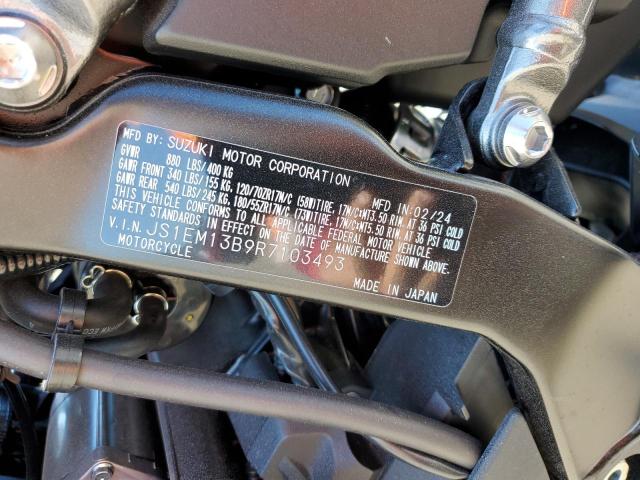 MFD BY: SUZUKI MOTOR CORPORATION MFD IN: 02/24
GVWR 880 LBS/400 KG
GAWR FRONT 340 LBS/155 KG, 120/70ZR17M/C (58W)TIRE, 17M/C×MT3.50 RIM, AT 36 PSI COLD
GAWR REAR 540 LBS/245 KG, 180/55ZR17M/C (73W)TIRE, 17M/C×MT5.50 RIM, AT 36 PSI COLD
THIS VEHICLE CONFORMS TO ALL APPLICABLE FEDERAL MOTOR VEHICLE
SAFETY STANDARDS IN EFFECT ON THE DATE OF MANUFACTURE SHOWN ABOVE.
V.I.N. JS1EM13B9R7103493
MOTORCYCLE MADE IN JAPAN